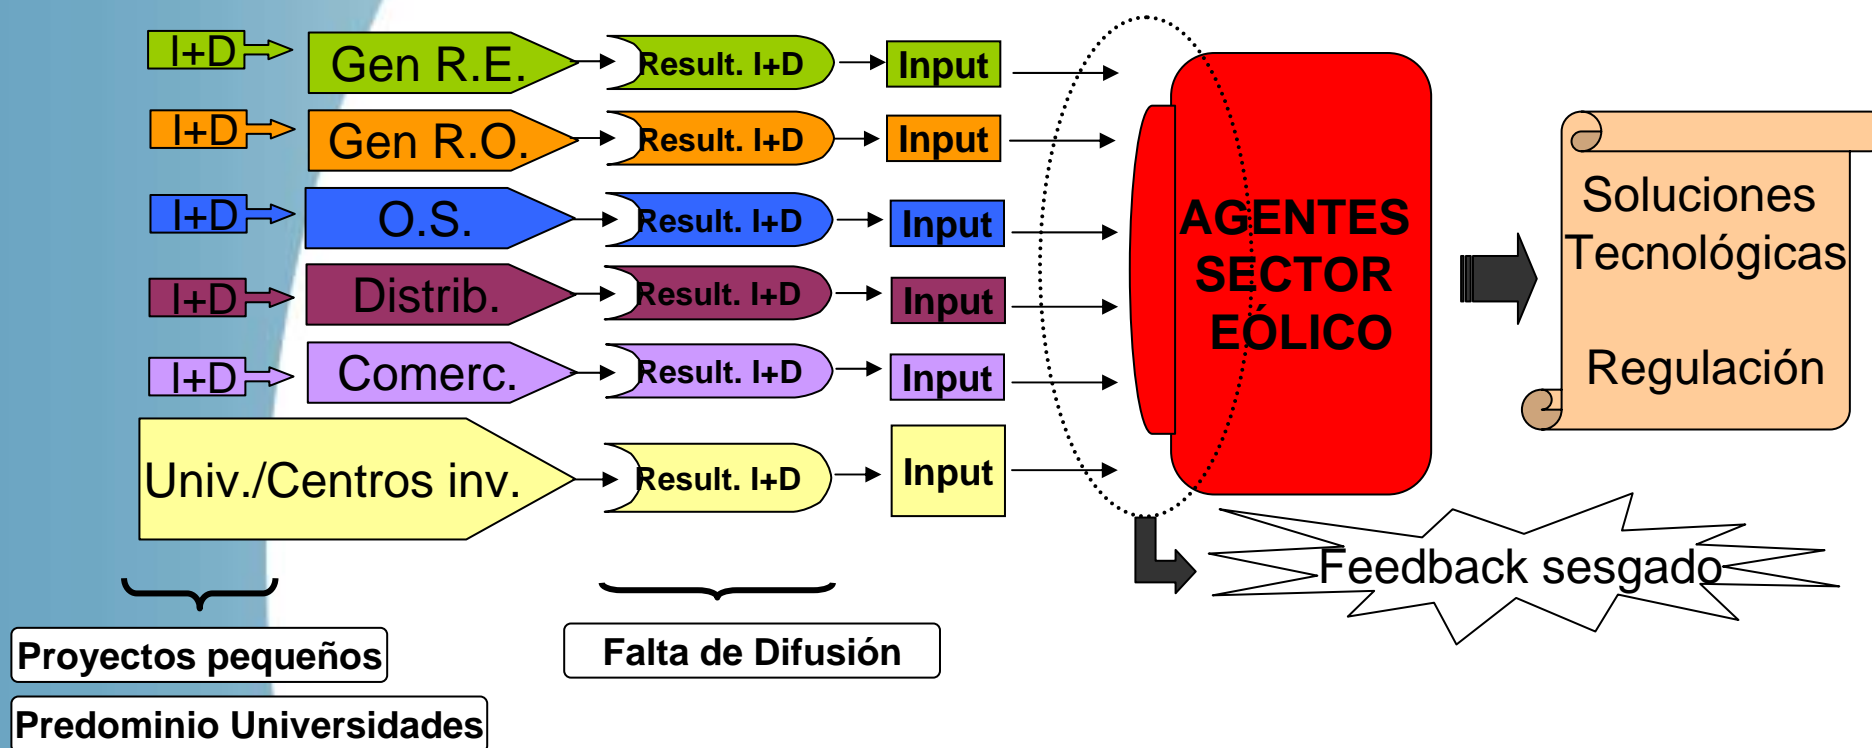 I+D
Gen R.E.
Result. I+D
Input
I+D
Gen R.O.
Result. I+D
Input
I+D
O.S.
Result. I+D
Input
I+D
Distrib.
Result. I+D
Input
I+D
Comerc.
Result. I+D
Input
Univ./Centros inv.
Result. I+D
Input
AGENTES
SECTOR
EÓLICO
Soluciones
Tecnológicas
Regulación
Feedback sesgado
Proyectos pequeños
Falta de Difusión
Predominio Universidades